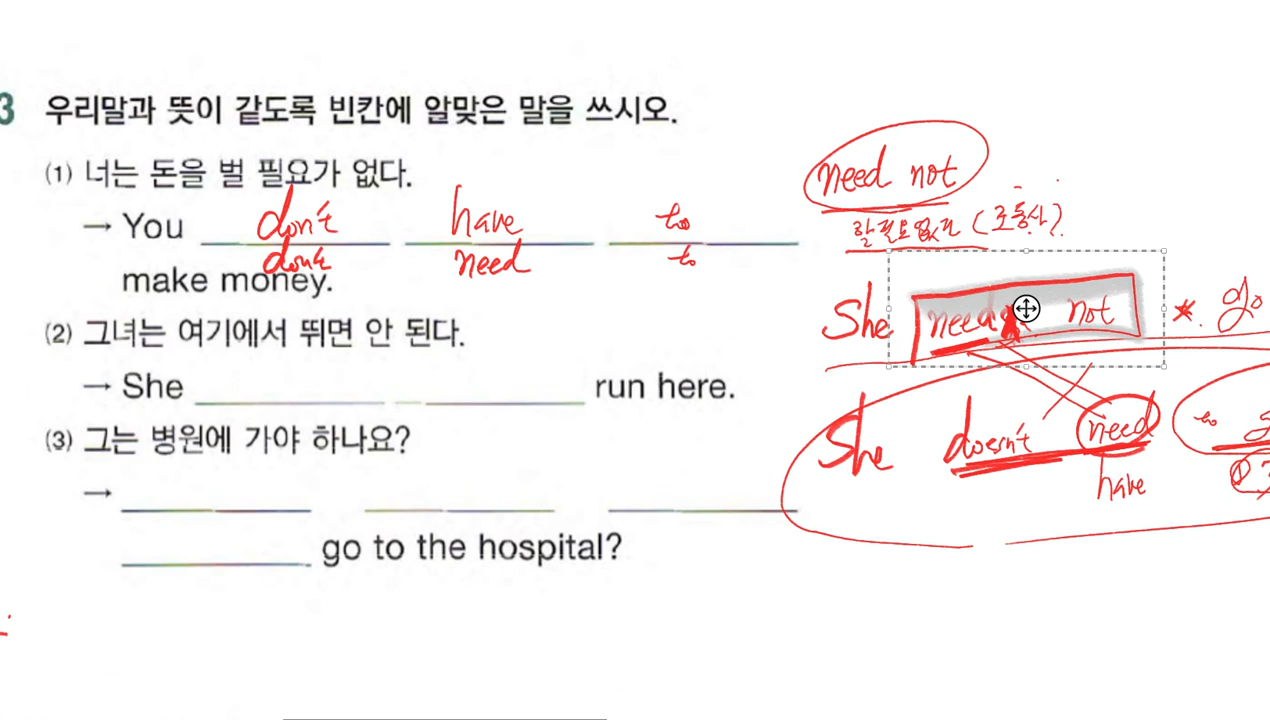 3 우리말과 뜻이 같도록 빈칸에 알맞은 말을 쓰시오.
(1) 너는 돈을 벌 필요가 없다.
→ You don't have to
don't need to
make money.
(2) 그녀는 여기에서 뛰면 안 된다.
→ She run here.
(3) 그는 병원에 가야 하나요?
→
go to the hospital?
need not
할 필요 없다 (조동사)
She need not * go
She doesn't need to
have